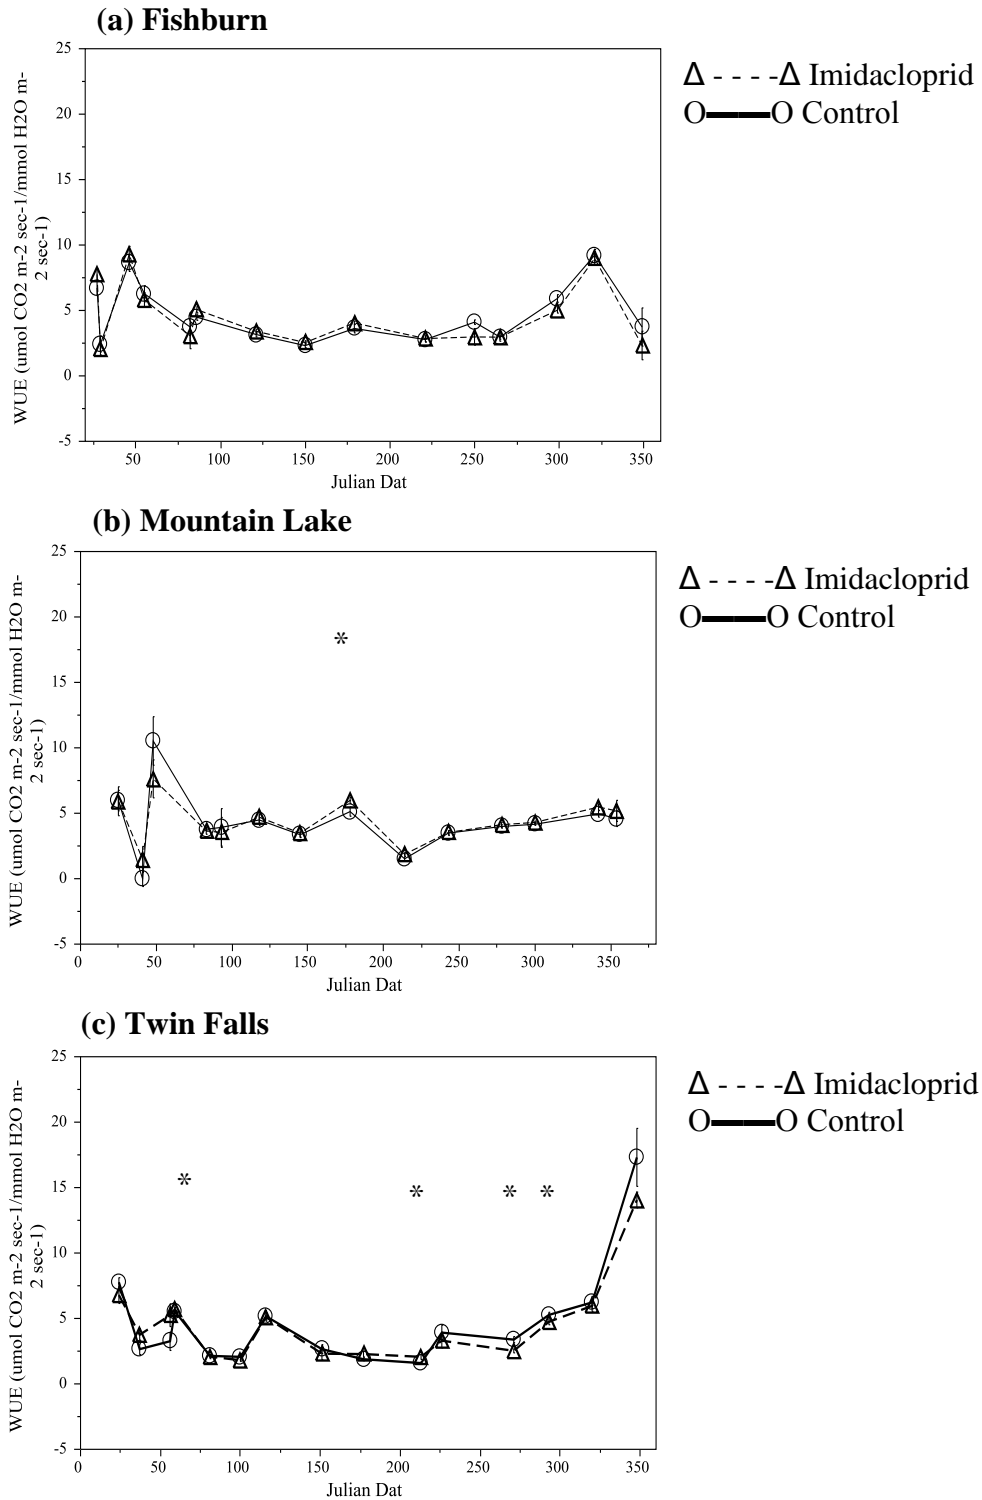 (a) Fishburn
25
20
15
10
5
0
-5
WUE (umol CO2 m-2 sec-1/mmol H2O m-
2 sec-1)
50 100 150 200 250 300 350
Julian Dat
Δ - - - -Δ Imidacloprid
O——O Control
(b) Mountain Lake
25
20
15
10
5
0
-5
WUE (umol CO2 m-2 sec-1/mmol H2O m-
2 sec-1)
*
0 50 100 150 200 250 300 350
Julian Dat
Δ - - - -Δ Imidacloprid
O——O Control
(c) Twin Falls
25
20
15
10
5
0
-5
WUE (umol CO2 m-2 sec-1/mmol H2O m-
2 sec-1)
* * * *
0 50 100 150 200 250 300 350
Julian Dat
Δ - - - -Δ Imidacloprid
O——O Control